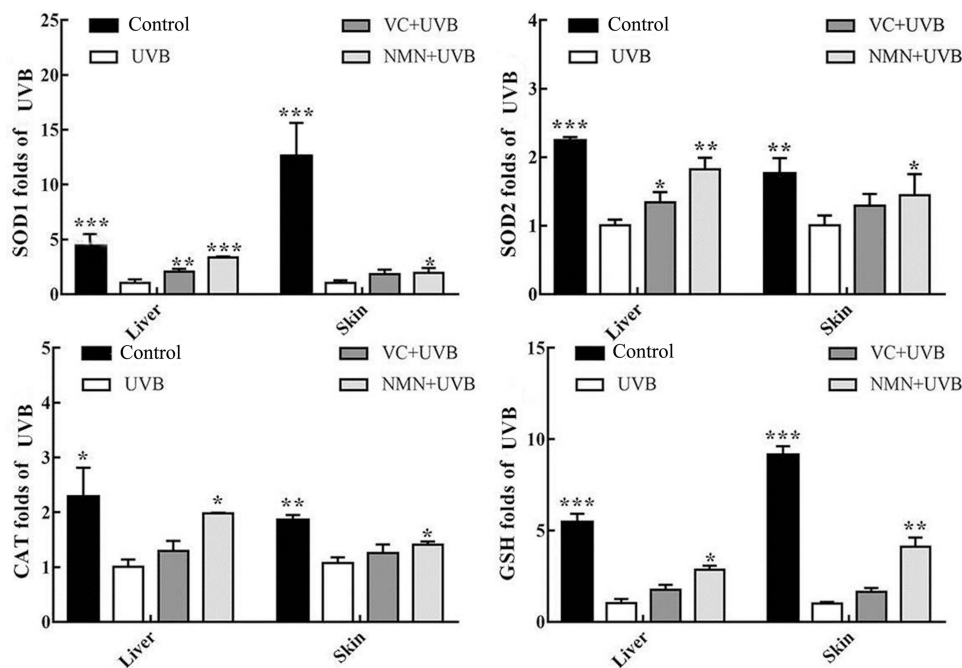 SOD1 folds of UVB
25
20
15
10
5
0
Control
UVB
VC+UVB
NMN+UVB
***
**
***
***
*
Liver
Skin
SOD2 folds of UVB
4
3
2
1
0
Control
UVB
VC+UVB
NMN+UVB
***
*
**
**
*
Liver
Skin
CAT folds of UVB
5
4
3
2
1
0
Control
UVB
VC+UVB
NMN+UVB
*
*
**
*
Liver
Skin
GSH folds of UVB
15
10
5
0
Control
UVB
VC+UVB
NMN+UVB
***
*
***
**
Liver
Skin